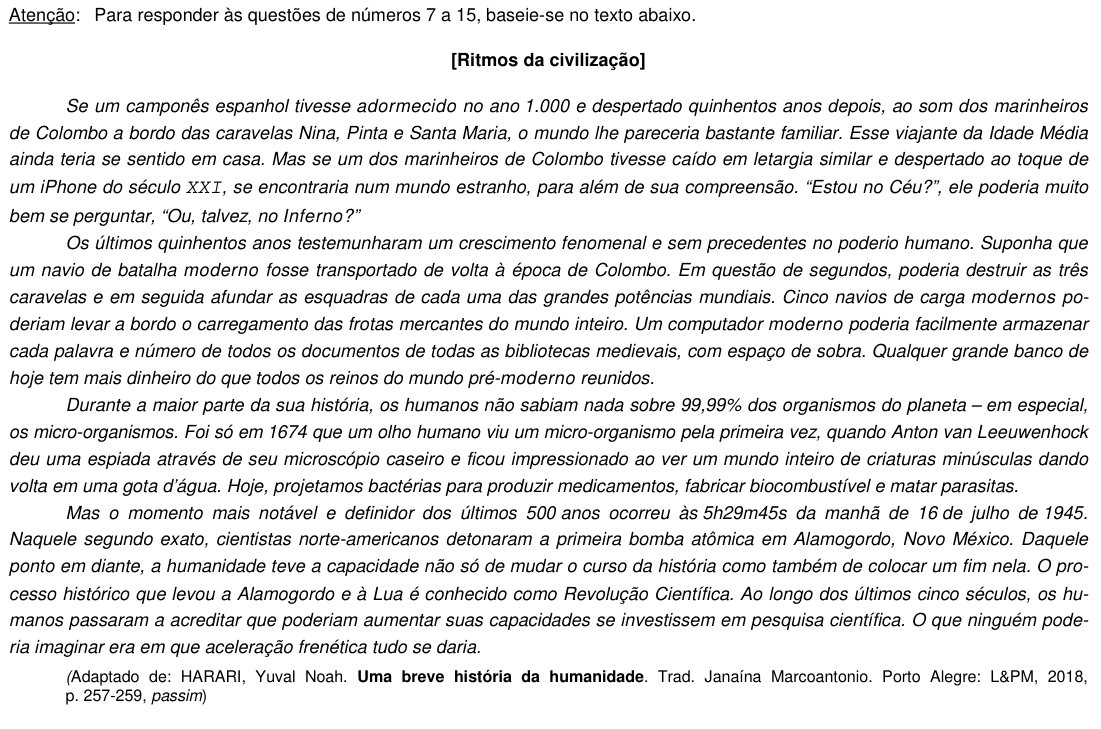 Atenção: Para responder às questões de números 7 a 15, baseie-se no texto abaixo.
[Ritmos da civilização]
Se um camponês espanhol tivesse adormecido no ano 1.000 e despertado quinhentos anos depois, ao som dos marinheiros
de Colombo a bordo das caravelas Nina, Pinta e Santa Maria, o mundo lhe pareceria bastante familiar. Esse viajante da Idade Média
ainda teria se sentido em casa. Mas se um dos marinheiros de Colombo tivesse caído em letargia similar e despertado ao toque de
um iPhone do século XXI, se encontraria num mundo estranho, para além de sua compreensão. “Estou no Céu?”, ele poderia muito
bem se perguntar, “Ou, talvez, no Inferno?”
Os últimos quinhentos anos testemunharam um crescimento fenomenal e sem precedentes no poderio humano. Suponha que
um navio de batalha moderno fosse transportado de volta à época de Colombo. Em questão de segundos, poderia destruir as três
caravelas e em seguida afundar as esquadras de cada uma das grandes potências mundiais. Cinco navios de carga modernos po-
deriam levar a bordo o carregamento das frotas mercantes do mundo inteiro. Um computador moderno poderia facilmente armazenar
cada palavra e número de todos os documentos de todas as bibliotecas medievais, com espaço de sobra. Qualquer grande banco de
hoje tem mais dinheiro do que todos os reinos do mundo pré-moderno reunidos.
Durante a maior parte da sua história, os humanos não sabiam nada sobre 99,99% dos organismos do planeta – em especial,
os micro-organismos. Foi só em 1674 que um olho humano viu um micro-organismo pela primeira vez, quando Anton van Leeuwenhock
deu uma espiada através de seu microscópio caseiro e ficou impressionado ao ver um mundo inteiro de criaturas minúsculas dando
volta em uma gota d’água. Hoje, projetamos bactérias para produzir medicamentos, fabricar biocombustível e matar parasitas.
Mas o momento mais notável e definidor dos últimos 500 anos ocorreu às 5h29m45s da manhã de 16 de julho de 1945.
Naquele segundo exato, cientistas norte-americanos detonaram a primeira bomba atômica em Alamogordo, Novo México. Daquele
ponto em diante, a humanidade teve a capacidade não só de mudar o curso da história como também de colocar um fim nela. O pro-
cesso histórico que levou a Alamogordo e à Lua é conhecido como Revolução Científica. Ao longo dos últimos cinco séculos, os hu-
manos passaram a acreditar que poderiam aumentar suas capacidades se investissem em pesquisa científica. O que ninguém pode-
ria imaginar era em que aceleração frenética tudo se daria.
(Adaptado de: HARARI, Yuval Noah. Uma breve história da humanidade. Trad. Janaína Marcoantonio. Porto Alegre: L&PM, 2018,
p. 257-259, passim)